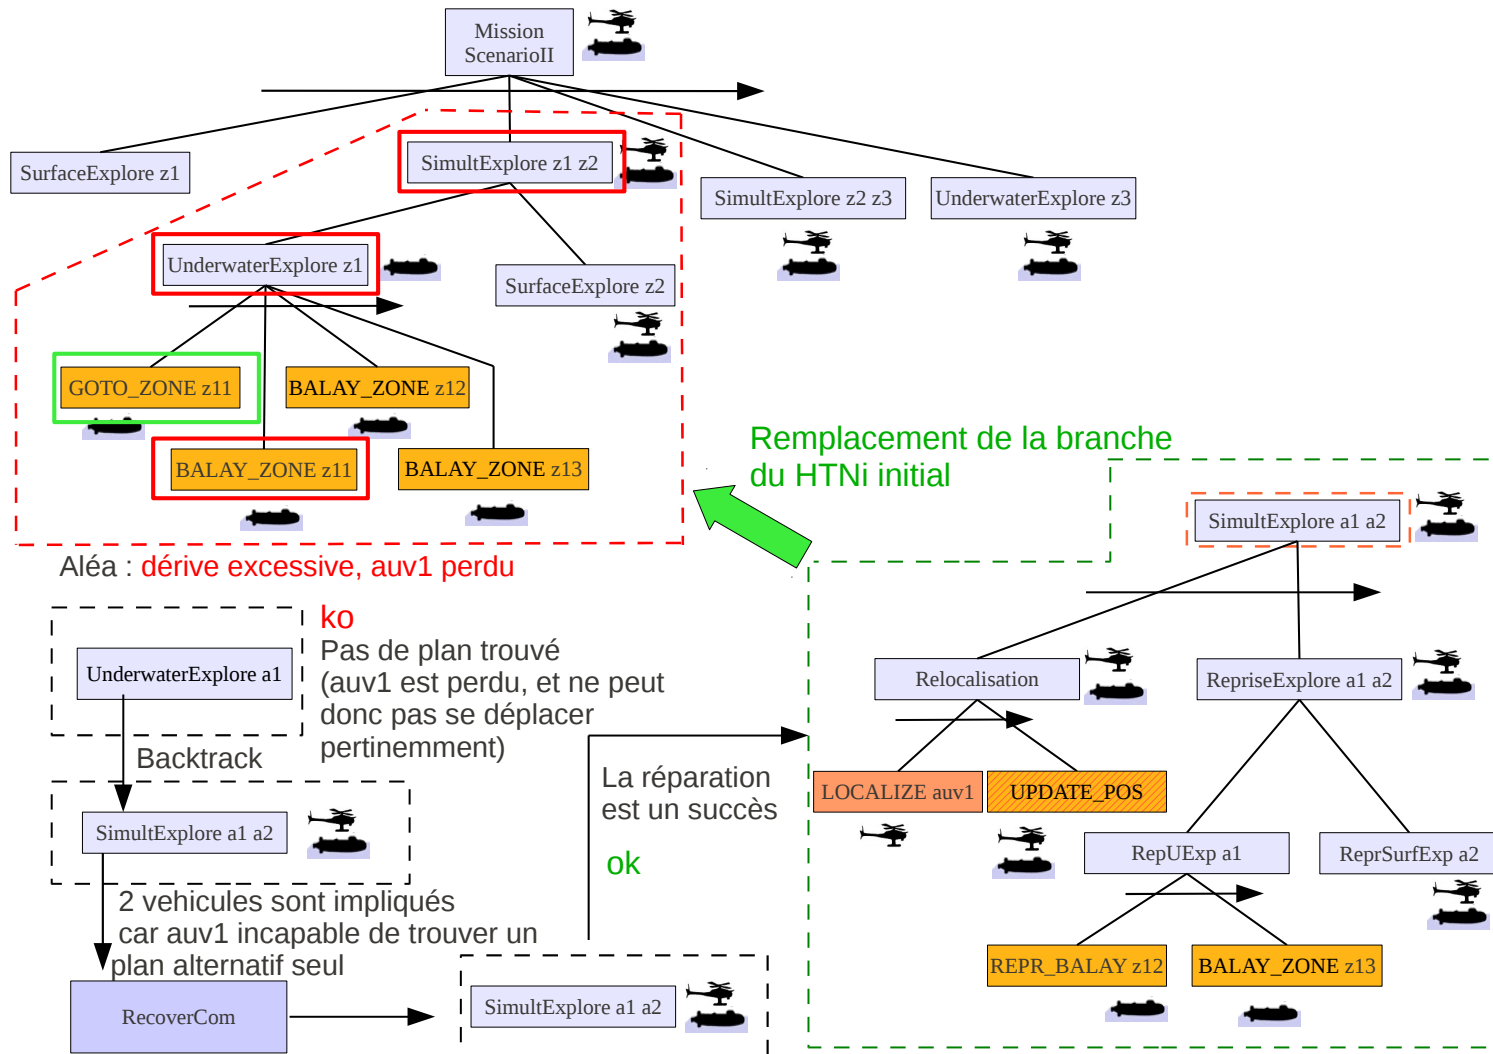 Mission
ScenarioII
SurfaceExplore z1
SimultExplore z1 z2
SimultExplore z2 z3
UnderwaterExplore z3
UnderwaterExplore z1
SurfaceExplore z2
GOTO_ZONE z11
BALAY_ZONE z12
BALAY_ZONE z11
BALAY_ZONE z13
Remplacement de la branche
du HTNi initial
Aléa : dérive excessive, auv1 perdu
ko
Pas de plan trouvé
(auv1 est perdu, et ne peut
donc pas se déplacer
pertinemment)
UnderwaterExplore a1
Backtrack
SimultExplore a1 a2
2 vehicules sont impliqués
car auv1 incapable de trouver un
plan alternatif seul
RecoverCom
SimultExplore a1 a2
La réparation
est un succès
ok
SimultExplore a1 a2
Relocalisation
RepriseExplore a1 a2
LOCALIZE auv1
UPDATE_POS
RepUExp a1
ReprSurfExp a2
REPR_BALAY z12
BALAY_ZONE z13